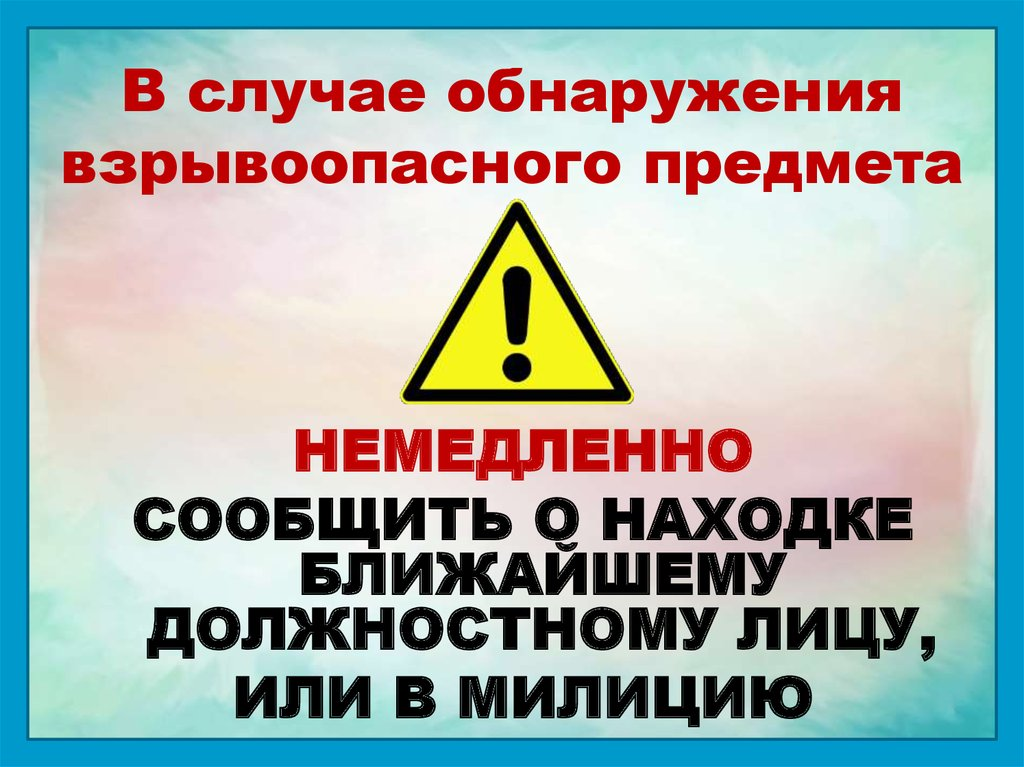 В случае обнаружения
взрывоопасного предмета
НЕМЕДЛЕННО
СООБЩИТЬ О НАХОДКЕ
БЛИЖАЙШЕМУ
ДОЛЖНОСТНОМУ ЛИЦУ,
ИЛИ В МИЛИЦИЮ